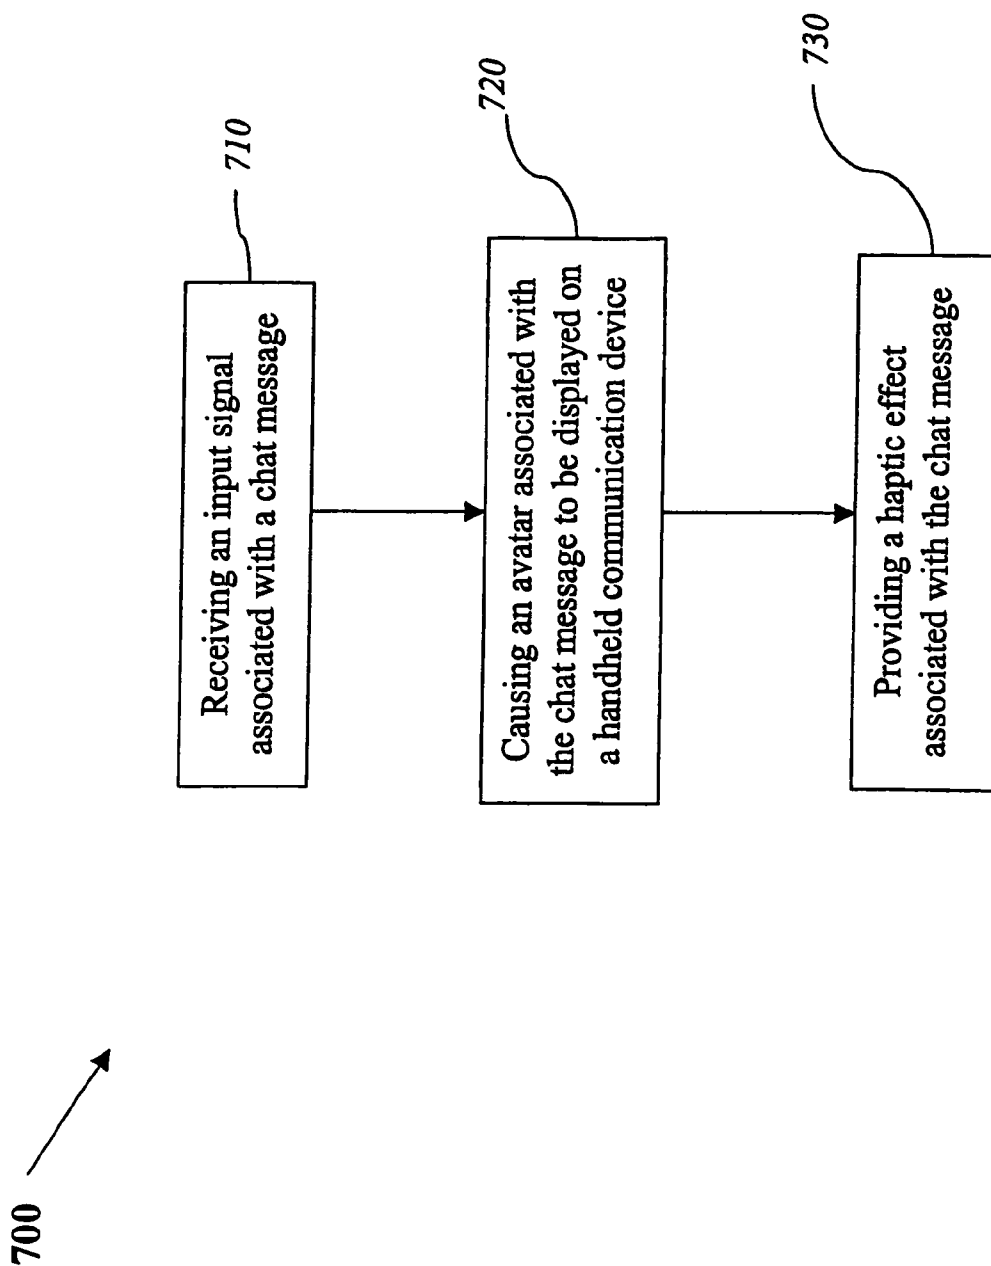 700
Receiving an input signal
associated with a chat message
710
Causing an avatar associated with
the chat message to be displayed on
a handheld communication device
720
Providing a haptic effect
associated with the chat message
730